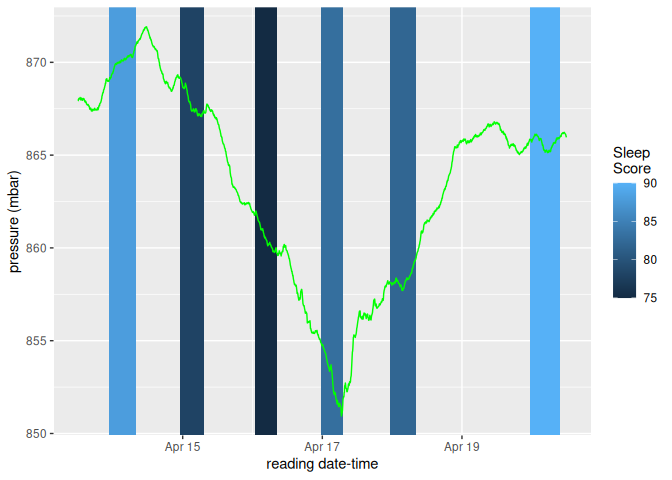 870
865
860
855
850
pressure (mbar)
Apr 15 Apr 17 Apr 19
reading date-time
Sleep
Score
90
85
80
75